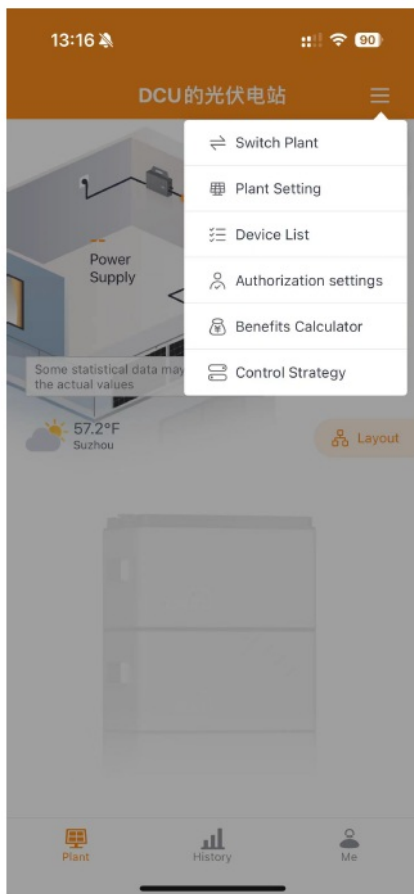 13:16
90
DCU的光伏电站
Switch Plant
Plant Setting
Device List
Authorization settings
Benefits Calculator
Control Strategy
Power
Supply
Some statistical data may
the actual values
57.2°F
Suzhou
Layout
Plant
History
Me